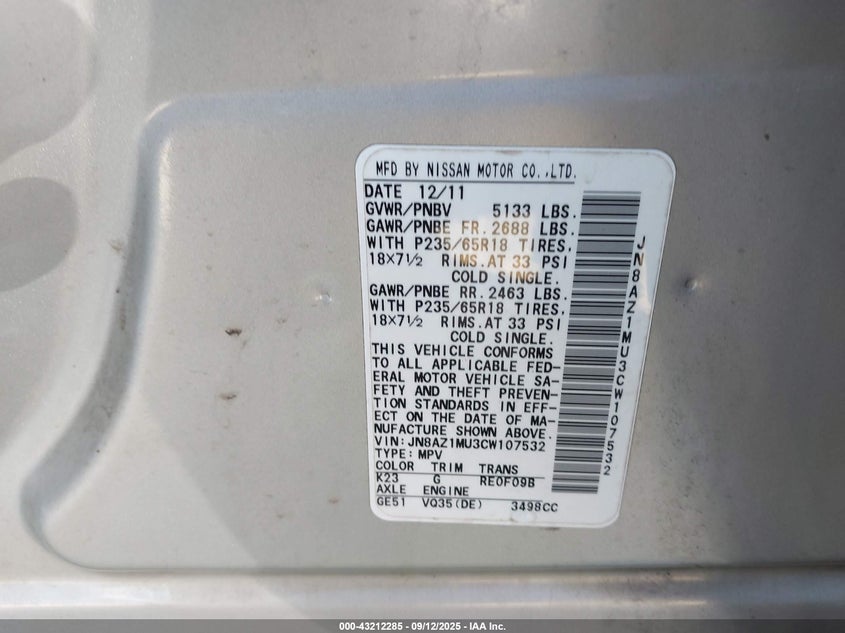 MFD BY NISSAN MOTOR CO.,LTD.
DATE 12/11
GVWR/PNBV 5133 LBS.
GAWR/PNBE FR.2688 LBS.
WITH P235/65R18 TIRES,
18×7½ RIMS.AT 33 PSI
COLD SINGLE.
GAWR/PNBE RR.2463 LBS.
WITH P235/65R18 TIRES,
18×7½ RIMS.AT 33 PSI
COLD SINGLE.
THIS VEHICLE CONFORMS
TO ALL APPLICABLE FED-
ERAL MOTOR VEHICLE SA-
FETY AND THEFT PREVEN-
TION STANDARDS IN EFF-
ECT ON THE DATE OF MA-
NUFACTURE SHOWN ABOVE.
VIN:JN8AZ1MU3CW107532
TYPE:MPV
COLOR TRIM TRANS
K23 G RE0F09B
AXLE ENGINE
GE51 VQ35(DE) 3498CC
JN8AZ1MU3CW107532
000-43212285 - 09/12/2025 - IAA Inc.